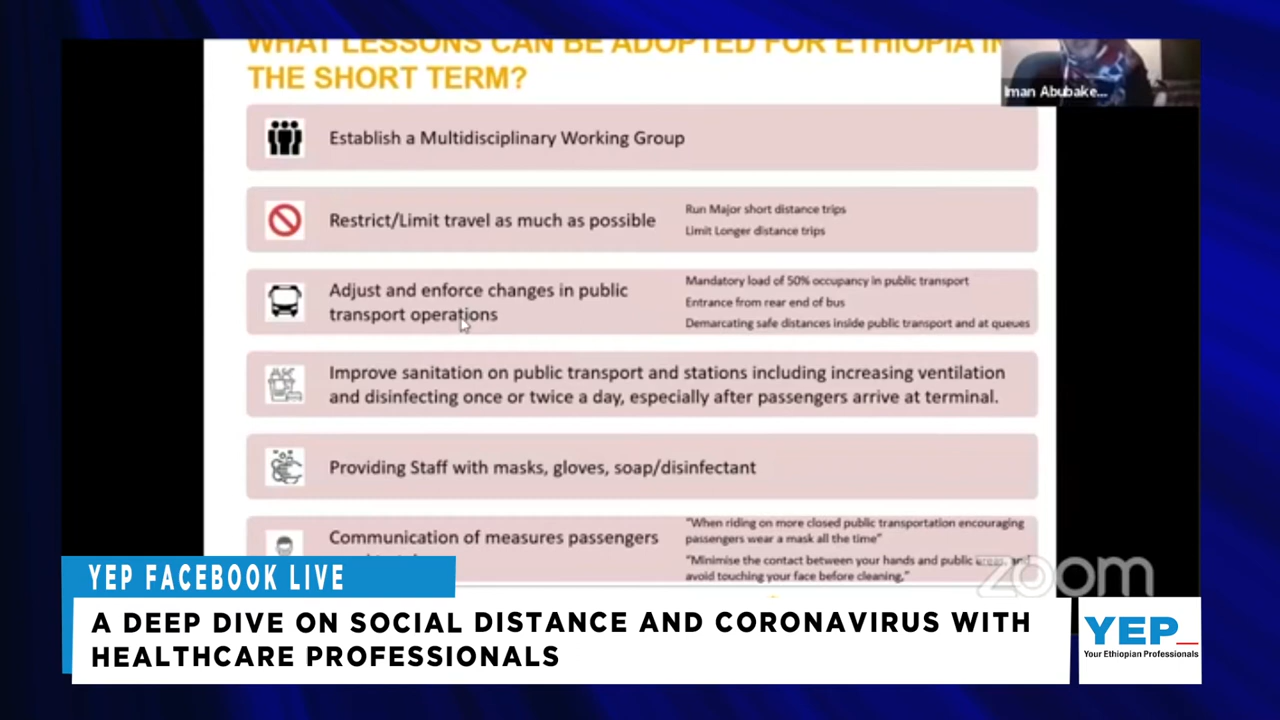 WHAT LESSONS CAN BE ADOPTED FOR ETHIOPIA IN
THE SHORT TERM?
Iman Abubake...
Establish a Multidisciplinary Working Group
Restrict/Limit travel as much as possible
Run Major short distance trips
Limit Longer distance trips
Adjust and enforce changes in public
transport operations
Mandatory load of 50% occupancy in public transport
Entrance from rear end of bus
Demarcating safe distances inside public transport and at queues
Improve sanitation on public transport and stations including increasing ventilation
and disinfecting once or twice a day, especially after passengers arrive at terminal.
Providing Staff with masks, gloves, soap/disinfectant
Communication of measures passengers
“When riding on more closed public transportation encouraging
passengers wear a mask all the time”
“Minimise the contact between your hands and public areas, and
avoid touching your face before cleaning,”
zoom
YEP FACEBOOK LIVE
A DEEP DIVE ON SOCIAL DISTANCE AND CORONAVIRUS WITH
HEALTHCARE PROFESSIONALS
YEP_
Your Ethiopian Professionals